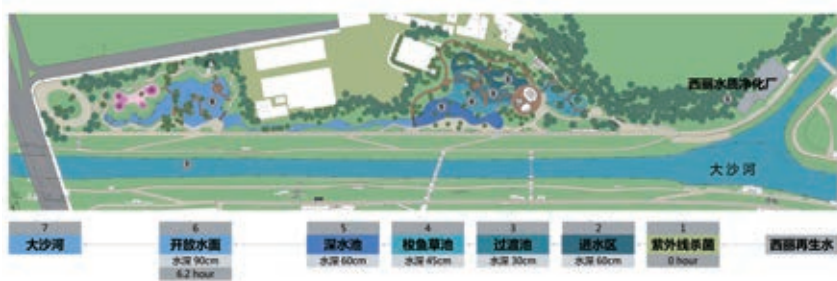 西丽水质净化厂
大沙河
7
大沙河
6
开放水面
水深 90cm
6.2 hour
5
深水池
水深 60cm
4
梭鱼草池
水深 45cm
3
过渡池
水深 30cm
2
进水区
水深 60cm
1
紫外线杀菌
0 hour
西丽再生水